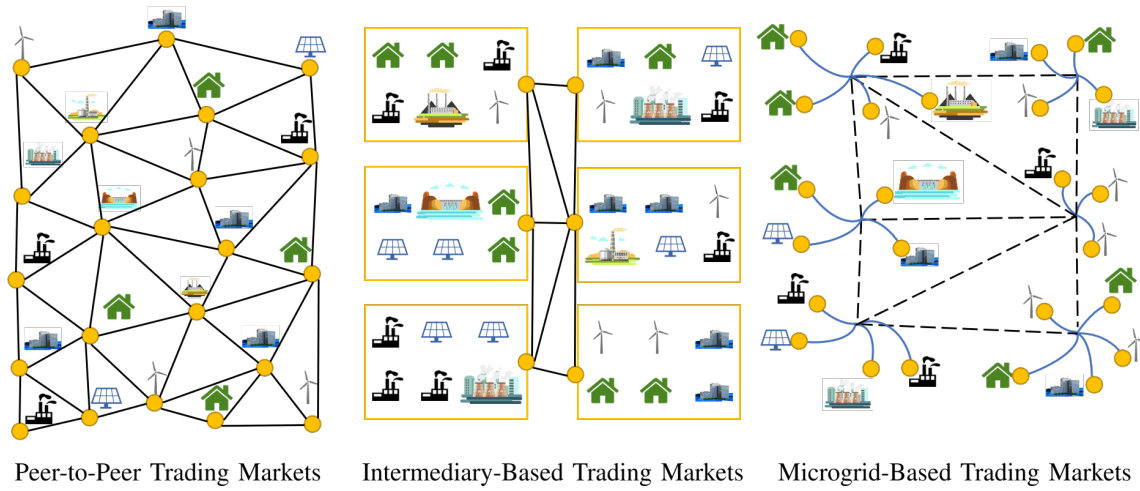 Peer-to-Peer Trading Markets
Intermediary-Based Trading Markets
Microgrid-Based Trading Markets